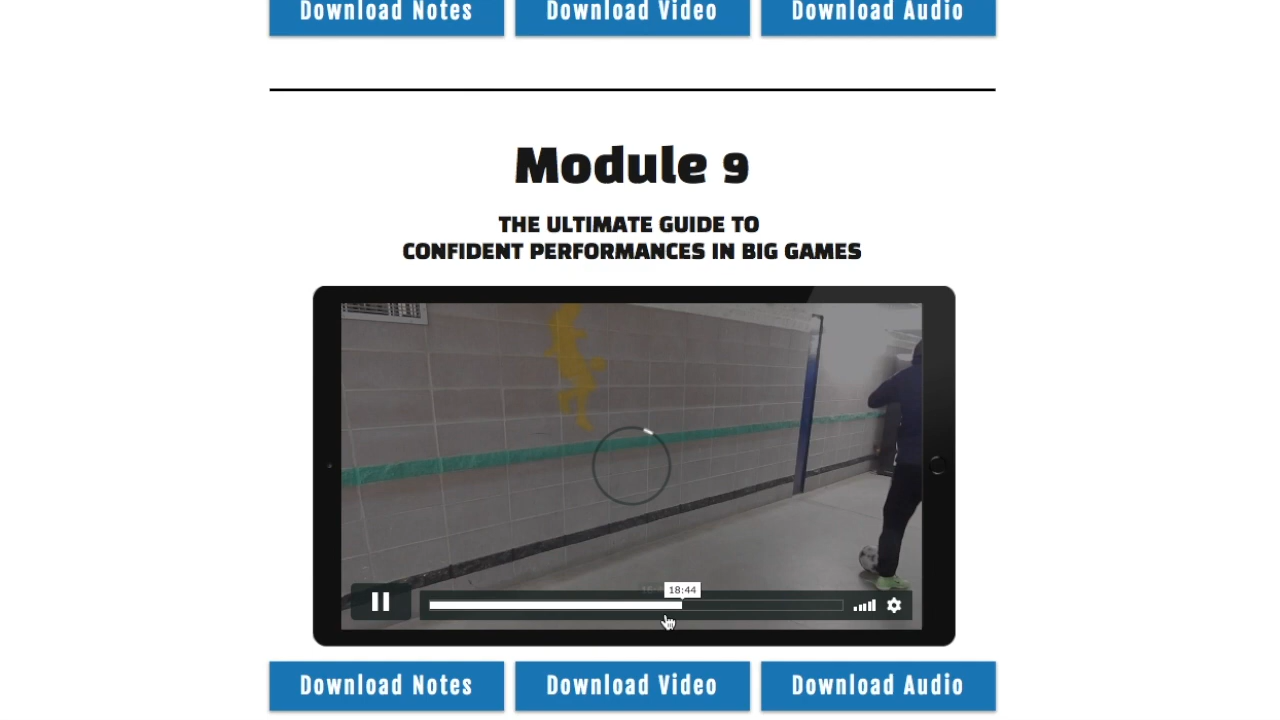 Download Notes
Download Video
Download Audio
Module 9
THE ULTIMATE GUIDE TO
CONFIDENT PERFORMANCES IN BIG GAMES
18:44
Download Notes
Download Video
Download Audio